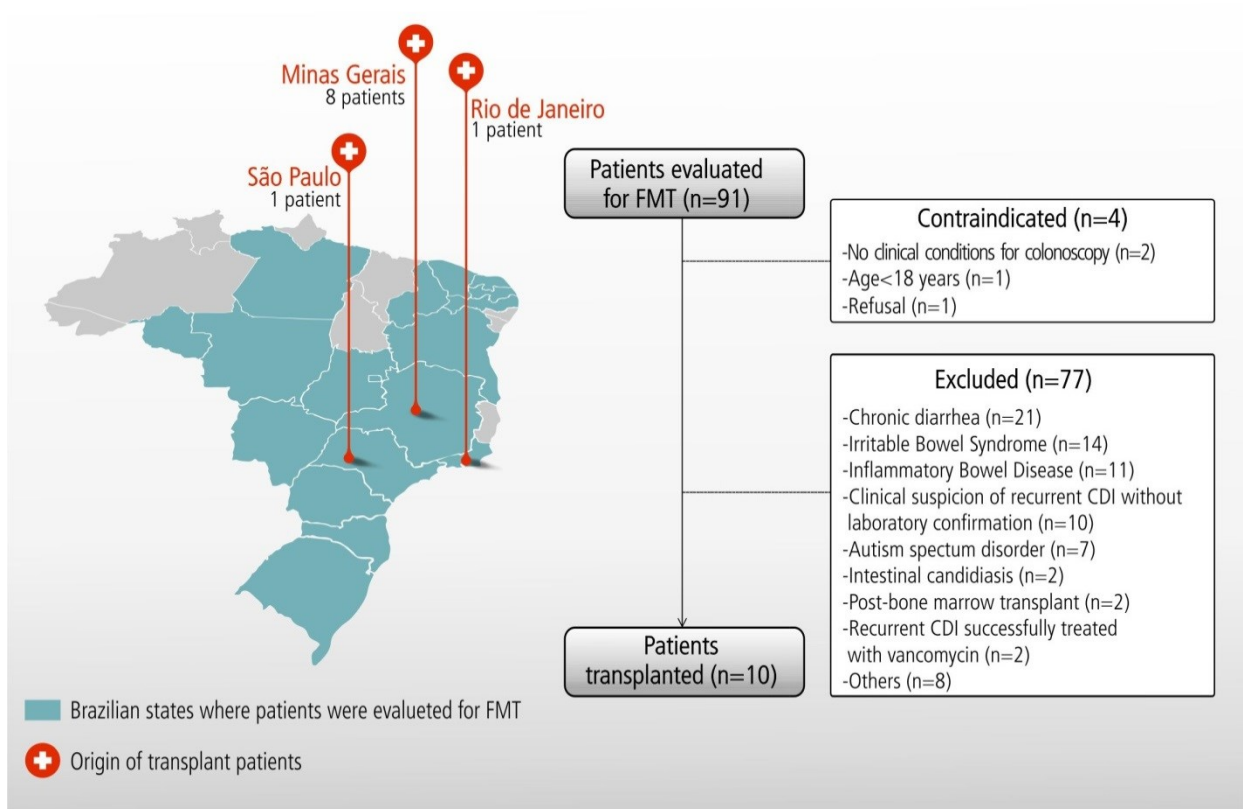 Minas Gerais
8 patients
Rio de Janeiro
1 patient
São Paulo
1 patient
Patients evaluated
for FMT (n=91)
Contraindicated (n=4)
-No clinical conditions for colonoscopy (n=2)
-Age<18 years (n=1)
-Refusal (n=1)
Excluded (n=77)
-Chronic diarrhea (n=21)
-Irritable Bowel Syndrome (n=14)
-Inflammatory Bowel Disease (n=11)
-Clinical suspicion of recurrent CDI without
laboratory confirmation (n=10)
-Autism spectum disorder (n=7)
-Intestinal candidiasis (n=2)
-Post-bone marrow transplant (n=2)
-Recurrent CDI successfully treated
with vancomycin (n=2)
-Others (n=8)
Patients
transplanted (n=10)
Brazilian states where patients were evalueted for FMT
Origin of transplant patients